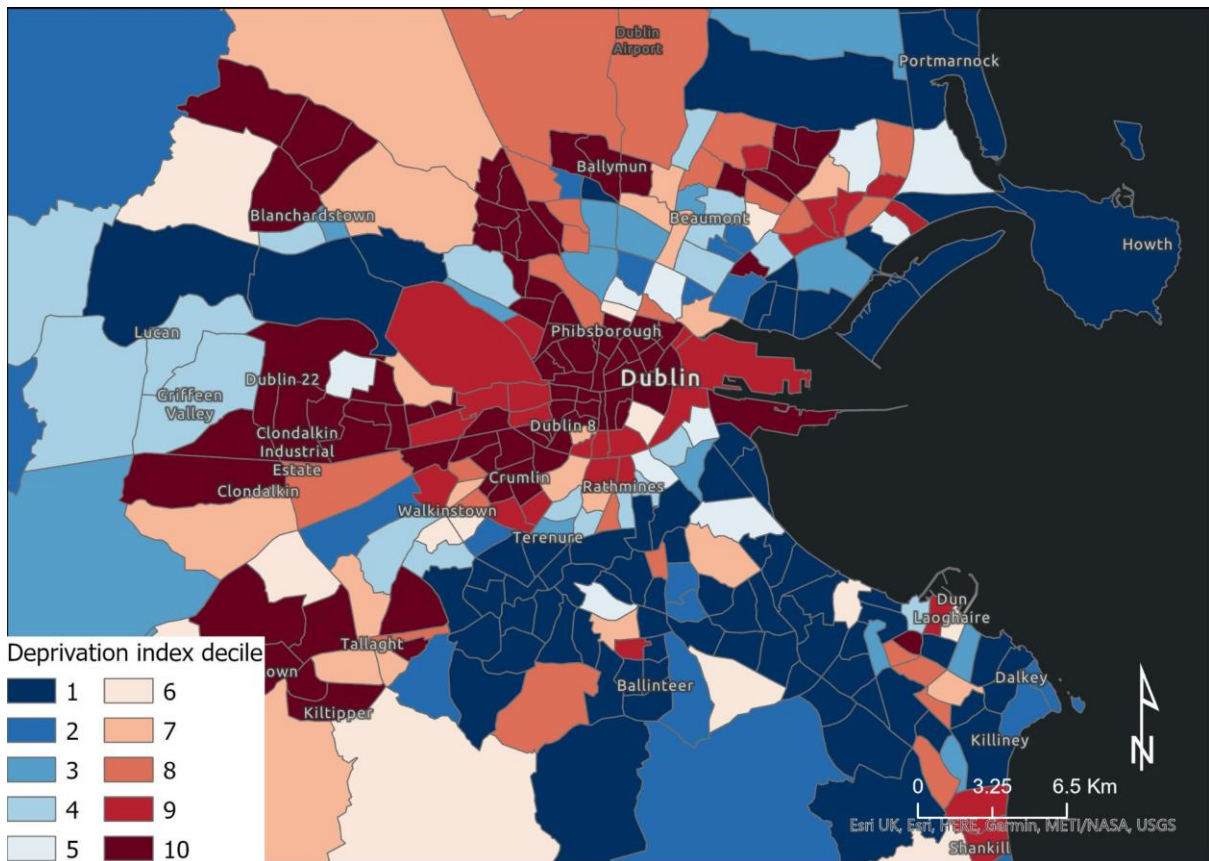 Dublin
Airport
Portmarnock
Ballymun
Blanchardstown
Beaumont
Howth
Lucan
Phibsborough
Dublin 22
Dublin
Griffeen
Valley
Dublin 8
Clondalkin
Industrial
Estate
Clondalkin
Crumlin
Rathmines
Walkinstown
Terenure
Dun
Laoghaire
Tallaght
Deprivation index decile
own
Ballinteer
Dalkey
Kiltipper
Killiney
N
1 6
2 7
3 8
4 9
5 10
0 3.25 6.5 Km
Esri UK, Esri, HERE, Garmin, METI/NASA, USGS
Shankill